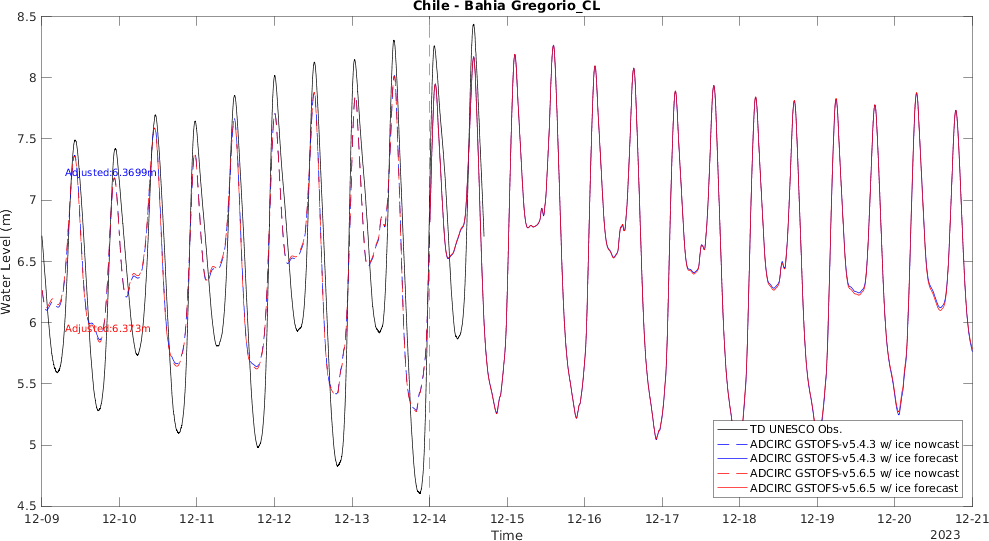 Chile - Bahia Gregorio_CL
8.5
8
7.5
7
6.5
6
5.5
5
4.5
Water Level (m)
Adjusted:6.3699m
Adjusted:6.373m
TD UNESCO Obs.
ADCIRC GSTOFS-v5.4.3 w/ ice nowcast
ADCIRC GSTOFS-v5.4.3 w/ ice forecast
ADCIRC GSTOFS-v5.6.5 w/ ice nowcast
ADCIRC GSTOFS-v5.6.5 w/ ice forecast
12-09 12-10 12-11 12-12 12-13 12-14 12-15 12-16 12-17 12-18 12-19 12-20 12-21
Time
2023